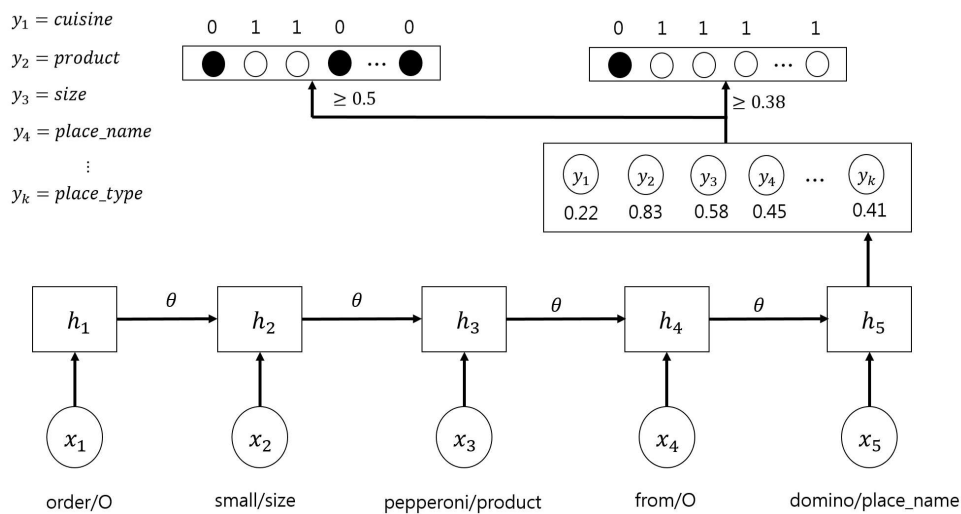 y₁ = cuisine
y₂ = product
y₃ = size
y₄ = place_name
⋮
yₖ = place_type
0 1 1 0 0
...
0 1 1 1 1
...
≥ 0.5
≥ 0.38
y₁ y₂ y₃ y₄ ... yₖ
0.22 0.83 0.58 0.45 0.41
h₁ θ h₂ θ h₃ θ h₄ θ h₅
x₁ x₂ x₃ x₄ x₅
order/O small/size pepperoni/product from/O domino/place_name